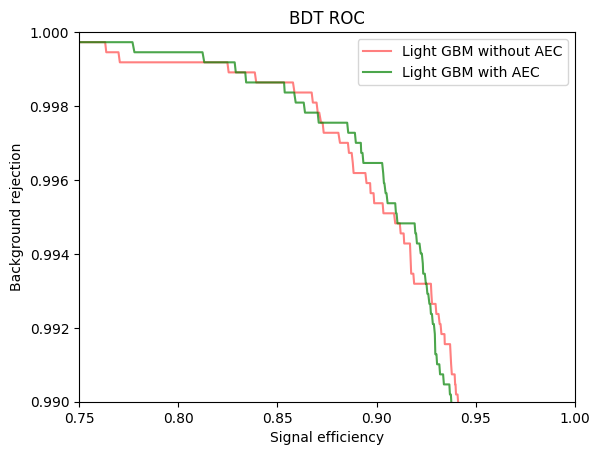 BDT ROC
1.000
0.998
0.996
0.994
0.992
0.990
Background rejection
Light GBM without AEC
Light GBM with AEC
0.75
0.80
0.85
0.90
0.95
1.00
Signal efficiency